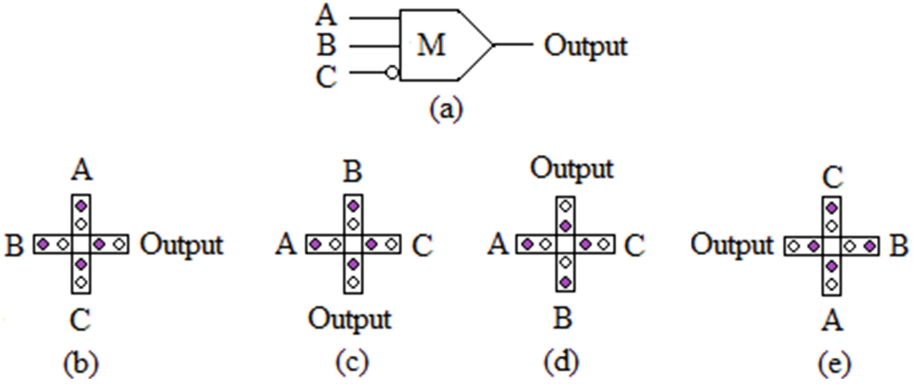 A
B M Output
C
(a)
A B Output C
B Output A C A C Output B
C Output B A
(b) (c) (d) (e)